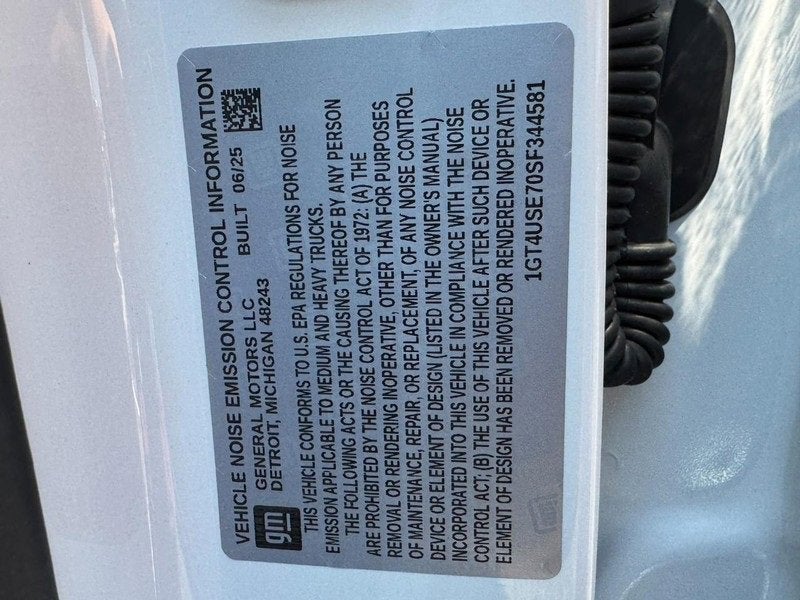 VEHICLE NOISE EMISSION CONTROL INFORMATION
gm
GENERAL MOTORS LLC
DETROIT, MICHIGAN 48243 BUILT 06/25
THIS VEHICLE CONFORMS TO U.S. EPA REGULATIONS FOR NOISE
EMISSION APPLICABLE TO MEDIUM AND HEAVY TRUCKS.
THE FOLLOWING ACTS OR THE CAUSING THEREOF BY ANY PERSON
ARE PROHIBITED BY THE NOISE CONTROL ACT OF 1972: (A) THE
REMOVAL OR RENDERING INOPERATIVE, OTHER THAN FOR PURPOSES
OF MAINTENANCE, REPAIR, OR REPLACEMENT, OF ANY NOISE CONTROL
DEVICE OR ELEMENT OF DESIGN (LISTED IN THE OWNER'S MANUAL)
INCORPORATED INTO THIS VEHICLE IN COMPLIANCE WITH THE NOISE
CONTROL ACT, (B) THE USE OF THIS VEHICLE AFTER SUCH DEVICE OR
ELEMENT OF DESIGN HAS BEEN REMOVED OR RENDERED INOPERATIVE.
1GT4USE70SF344581